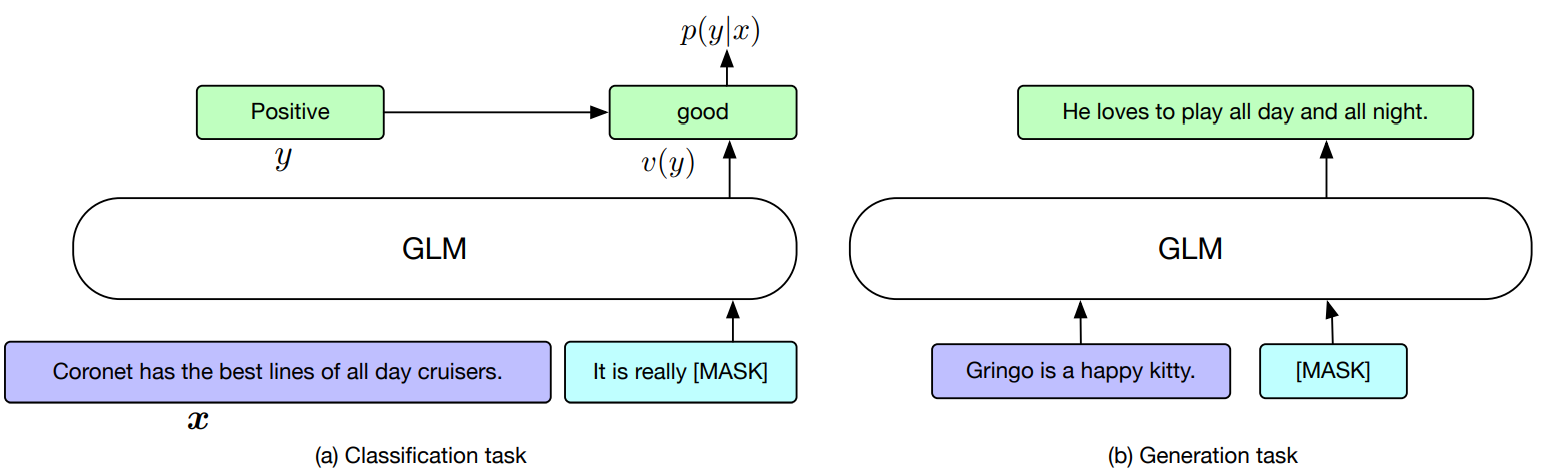 p(y|x)
Positive
good
y
v(y)
GLM
Coronet has the best lines of all day cruisers.
It is really [MASK]
x
(a) Classification task
He loves to play all day and all night.
GLM
Gringo is a happy kitty.
[MASK]
(b) Generation task